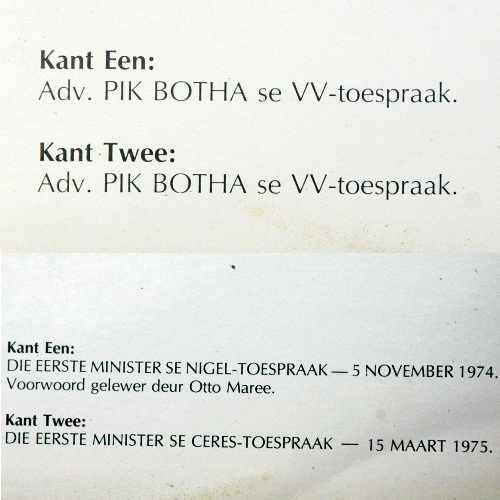 Kant Een:
Adv. PIK BOTHA se VV-toespraak.
Kant Twee:
Adv. PIK BOTHA se VV-toespraak.
Kant Een:
DIE EERSTE MINISTER SE NIGEL-TOESPRAAK — 5 NOVEMBER 1974.
Voorwoord gelewer deur Otto Maree.
Kant Twee:
DIE EERSTE MINISTER SE CERES-TOESPRAAK — 15 MAART 1975.